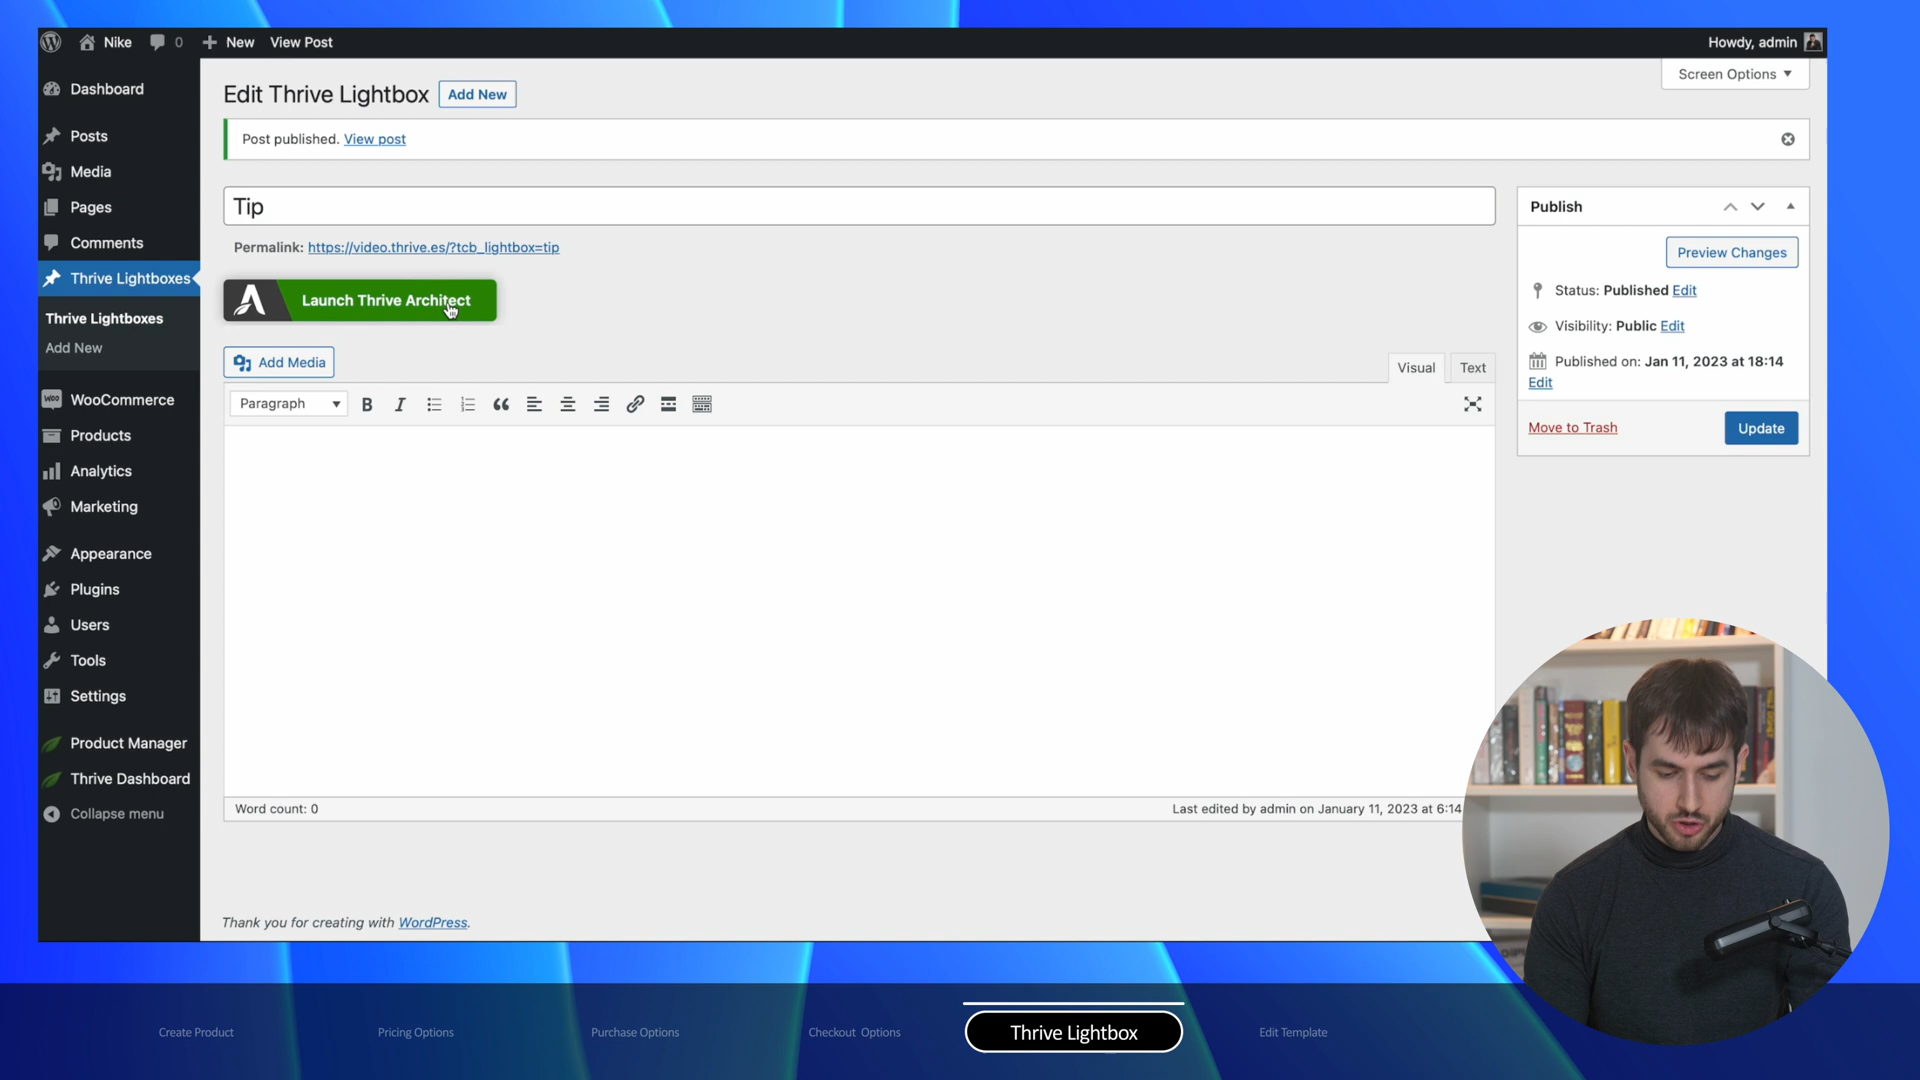 Nike
0
New
View Post
Howdy, admin
Screen Options
Dashboard
Posts
Media
Pages
Comments
Thrive Lightboxes
Thrive Lightboxes
Add New
WooCommerce
Products
Analytics
Marketing
Appearance
Plugins
Users
Tools
Settings
Product Manager
Thrive Dashboard
Collapse menu
Edit Thrive Lightbox
Add New
Post published. View post
Tip
Permalink: https://video.thrive.es/?tcb_lightbox=tip
Launch Thrive Architect
Add Media
Visual
Text
Paragraph
B
I
Word count: 0
Last edited by admin on January 11, 2023 at 6:14
Thank you for creating with WordPress.
Publish
Preview Changes
Status: Published Edit
Visibility: Public Edit
Published on: Jan 11, 2023 at 18:14
Edit
Move to Trash
Update
Create Product
Pricing Options
Purchase Options
Checkout Options
Thrive Lightbox
Edit Template